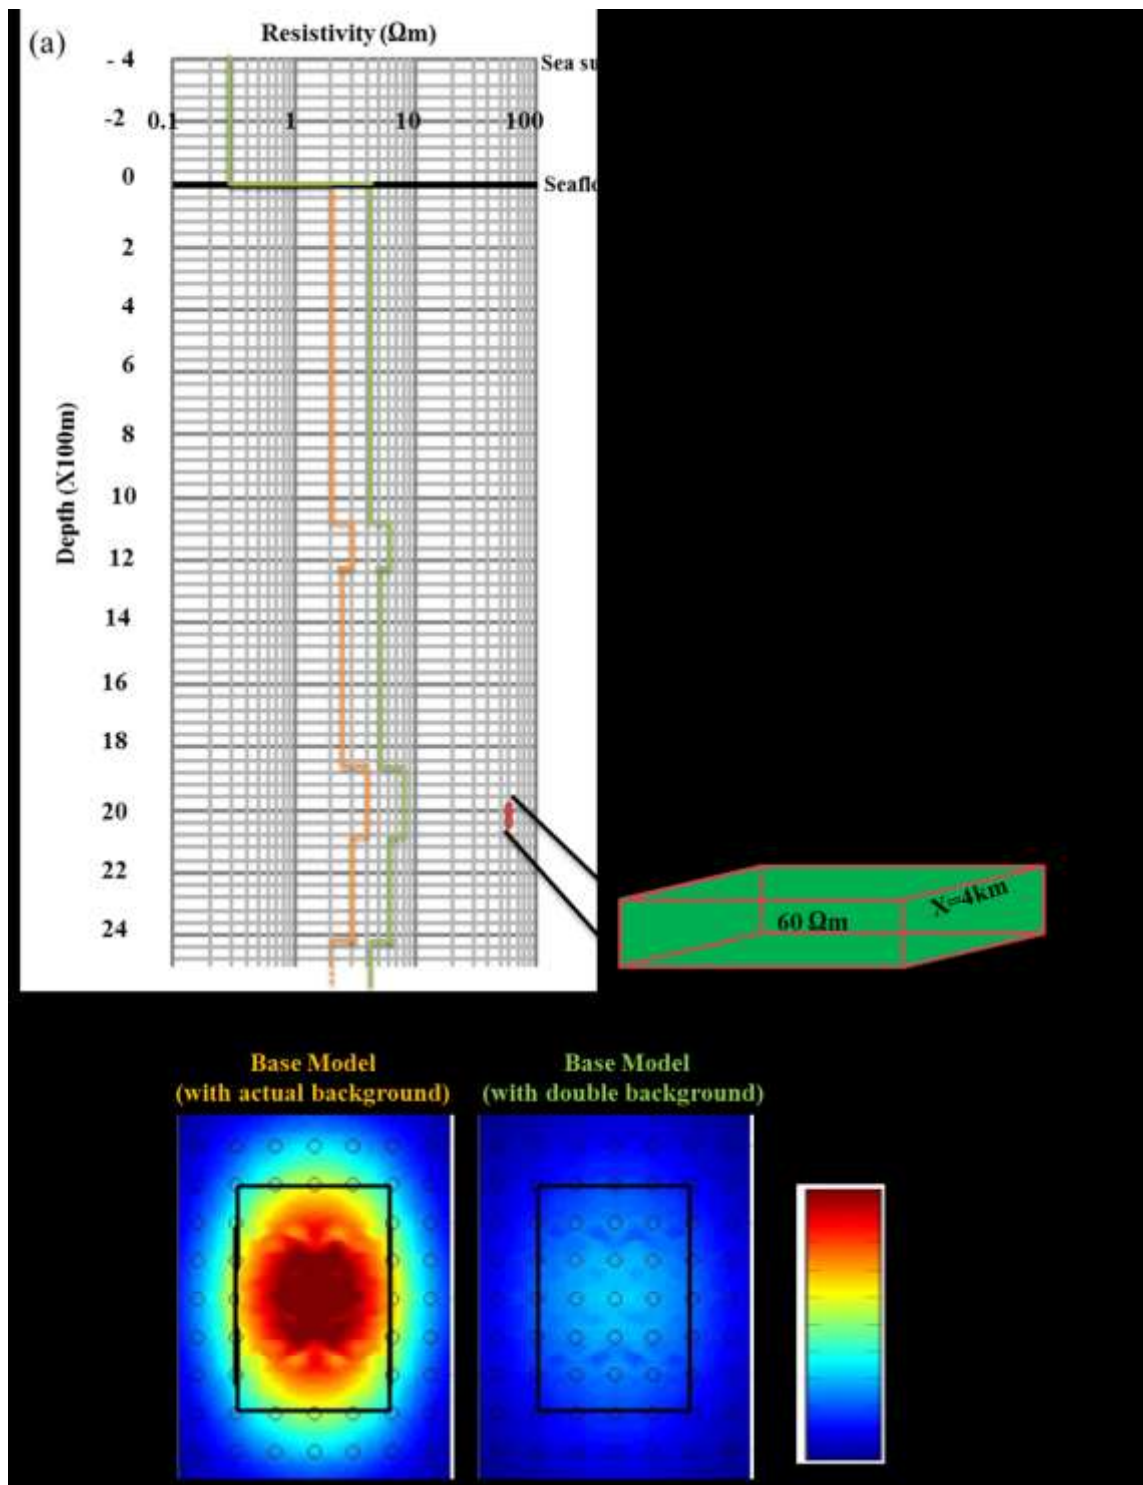 (a)
Resistivity (Ωm)
- 4
Sea su
-2
0.1
1
10
100
0
Seaflo
2
4
6
8
10
12
14
16
18
20
22
24
Depth (X100m)
X=4km
60 Ωm
Base Model
(with actual background)
Base Model
(with double background)